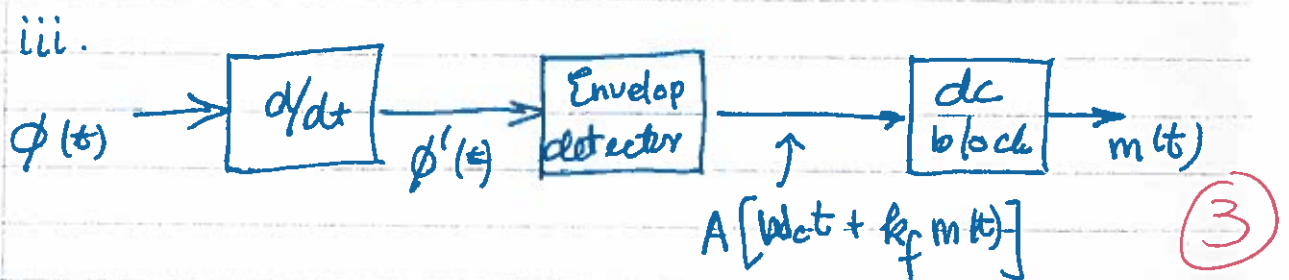 iii.
d/dt
Envelop
detector
dc
block
ϕ(t)
ϕ'(t)
m(t)
A[ωct + kf m(t)]
3